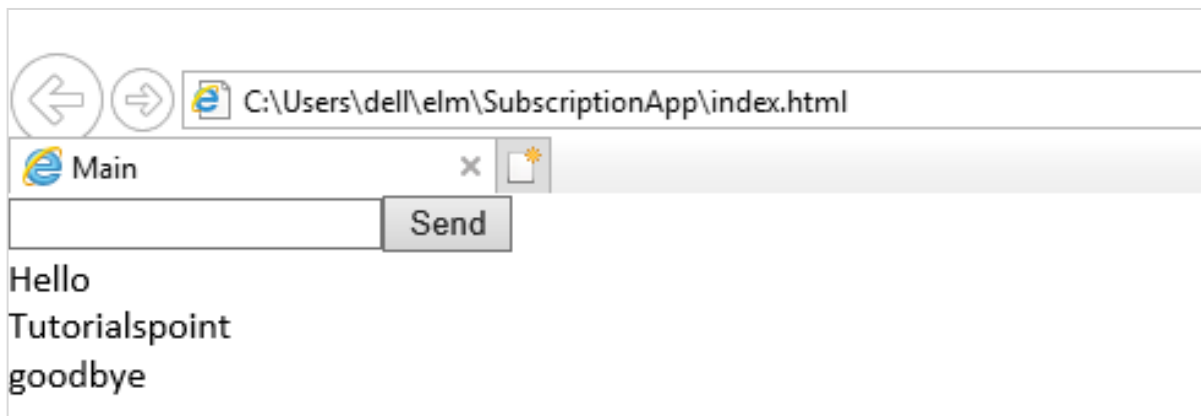 C:\Users\dell\elm\SubscriptionApp\index.html
Main
Send
Hello
Tutorialspoint
goodbye